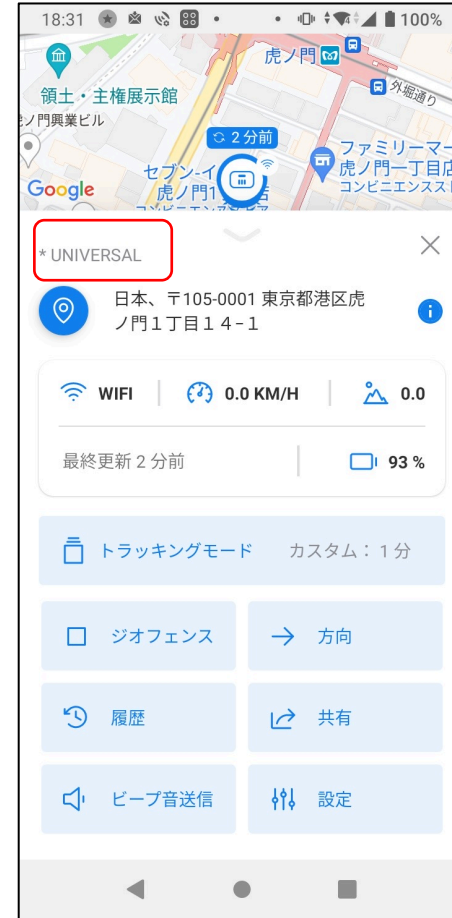 18:31
100%
虎ノ門
外堀通り
領土・主権展示館
ノ門興業ビル
2 分前
ファミリーマー
虎ノ門一丁目店
コンビニエンスス
セブン-イ
虎ノ門1
Google
* UNIVERSAL
日本、〒105-0001 東京都港区虎
ノ門１丁目１４−１
WIFI 0.0 KM/H 0.0
最終更新 2 分前 93 %
トラッキングモード カスタム： 1 分
ジオフェンス 方向
履歴 共有
ビープ音送信 設定